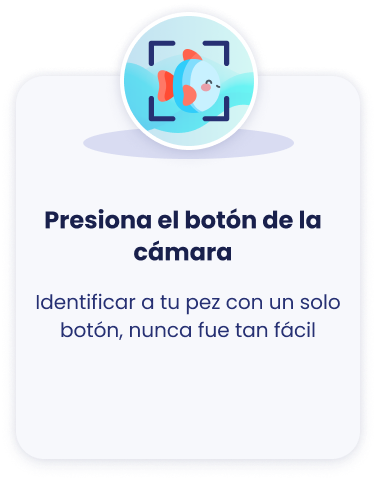 Presiona el botón de la
cámara
Identificar a tu pez con un solo
botón, nunca fue tan fácil